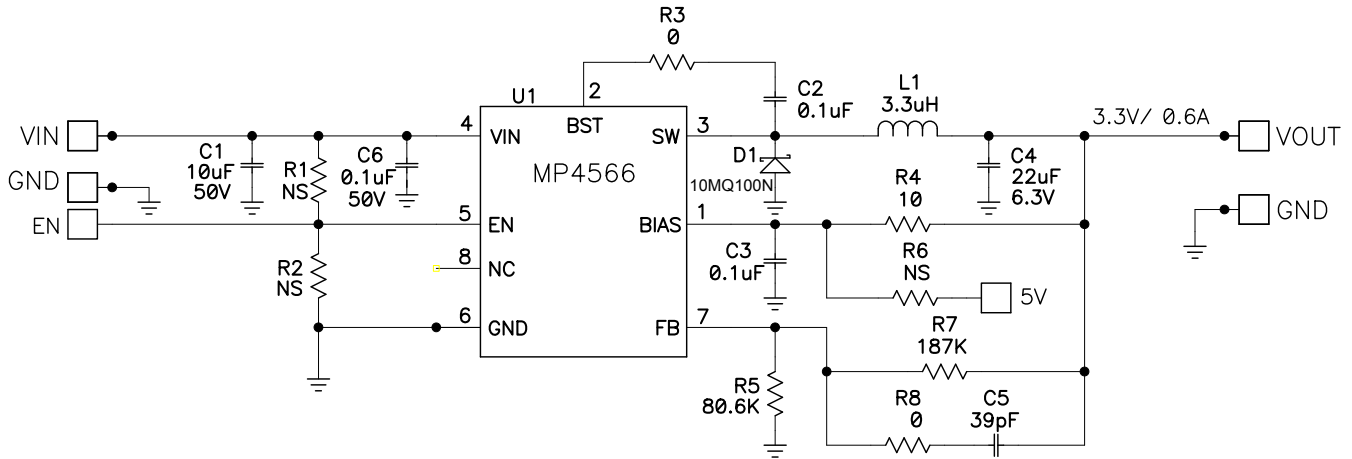 R3
0
U1
2
C2
0.1uF
L1
3.3uH
3.3V/ 0.6A
VIN
4
VIN
BST
SW
3
VOUT
C1
10uF
50V
R1
NS
C6
0.1uF
50V
MP4566
D1
10MQ100N
C4
22uF
6.3V
GND
R4
10
GND
EN
5
EN
BIAS
1
R2
NS
8
NC
C3
0.1uF
R6
NS
5V
6
GND
FB
7
R7
187K
R5
80.6K
R8
0
C5
39pF